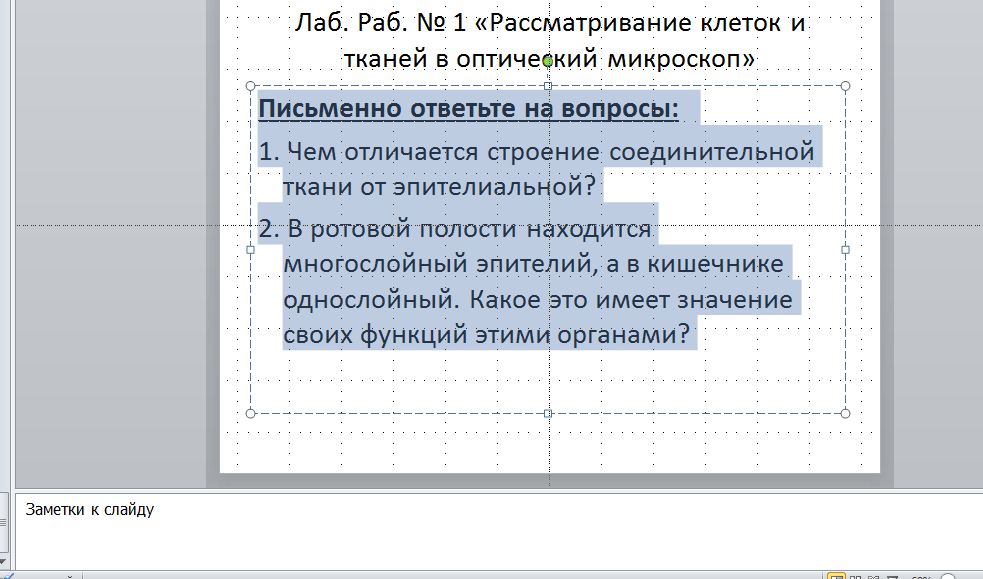 Лаб. Раб. № 1 «Рассматривание клеток и
тканей в оптический микроскоп»
Письменно ответьте на вопросы:
1. Чем отличается строение соединительной
ткани от эпителиальной?
2. В ротовой полости находится
многослойный эпителий, а в кишечнике
однослойный. Какое это имеет значение
своих функций этими органами?
Заметки к слайду